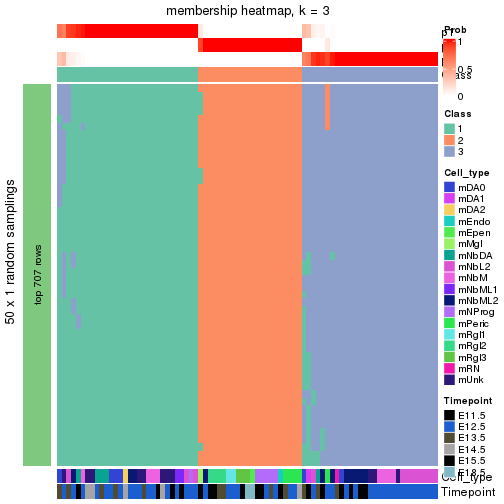 membership heatmap, k = 3
50 x 1 random samplings
top 707 rows
Prob
1
0.5
0
Class
1
2
3
Cell_type
mDA0
mDA1
mDA2
mEndo
mEpen
mMgl
mNbDA
mNbL2
mNbM
mNbML1
mNbML2
mNProg
mPeric
mRgl1
mRgl2
mRgl3
mRN
mUnk
Timepoint
E11.5
E12.5
E13.5
E14.5
E15.5
E18.5
Cell_type
Timepoint